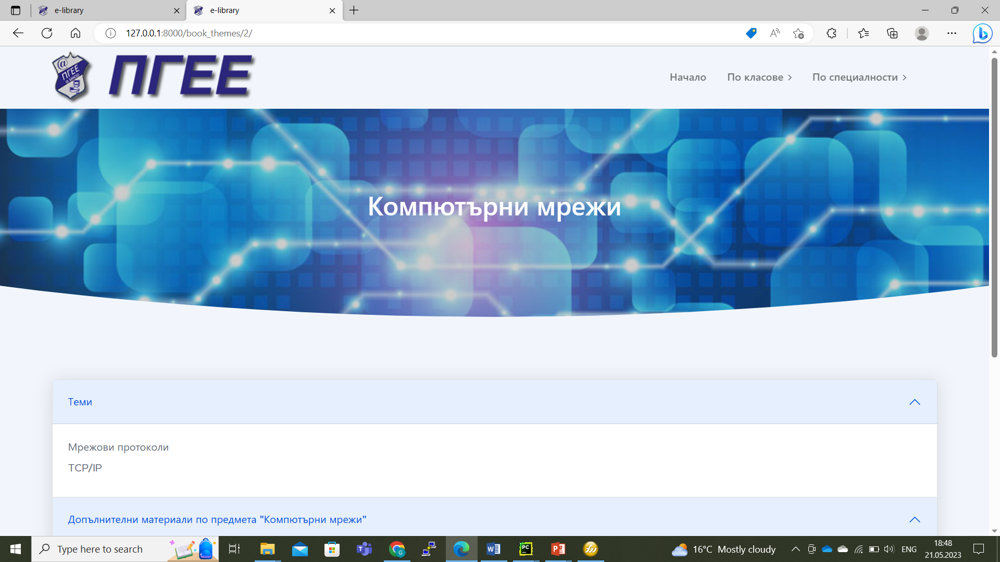 e-library
e-library
127.0.0.1:8000/book_themes/2/
ПГЕЕ
ПГЕЕ
Начало
По класове
По специалности
Компютърни мрежи
Теми
Мрежови протоколи
TCP/IP
Допълнителни материали по предмета "Компютърни мрежи"
Type here to search
16°C Mostly cloudy
ENG
18:48
21.05.2023